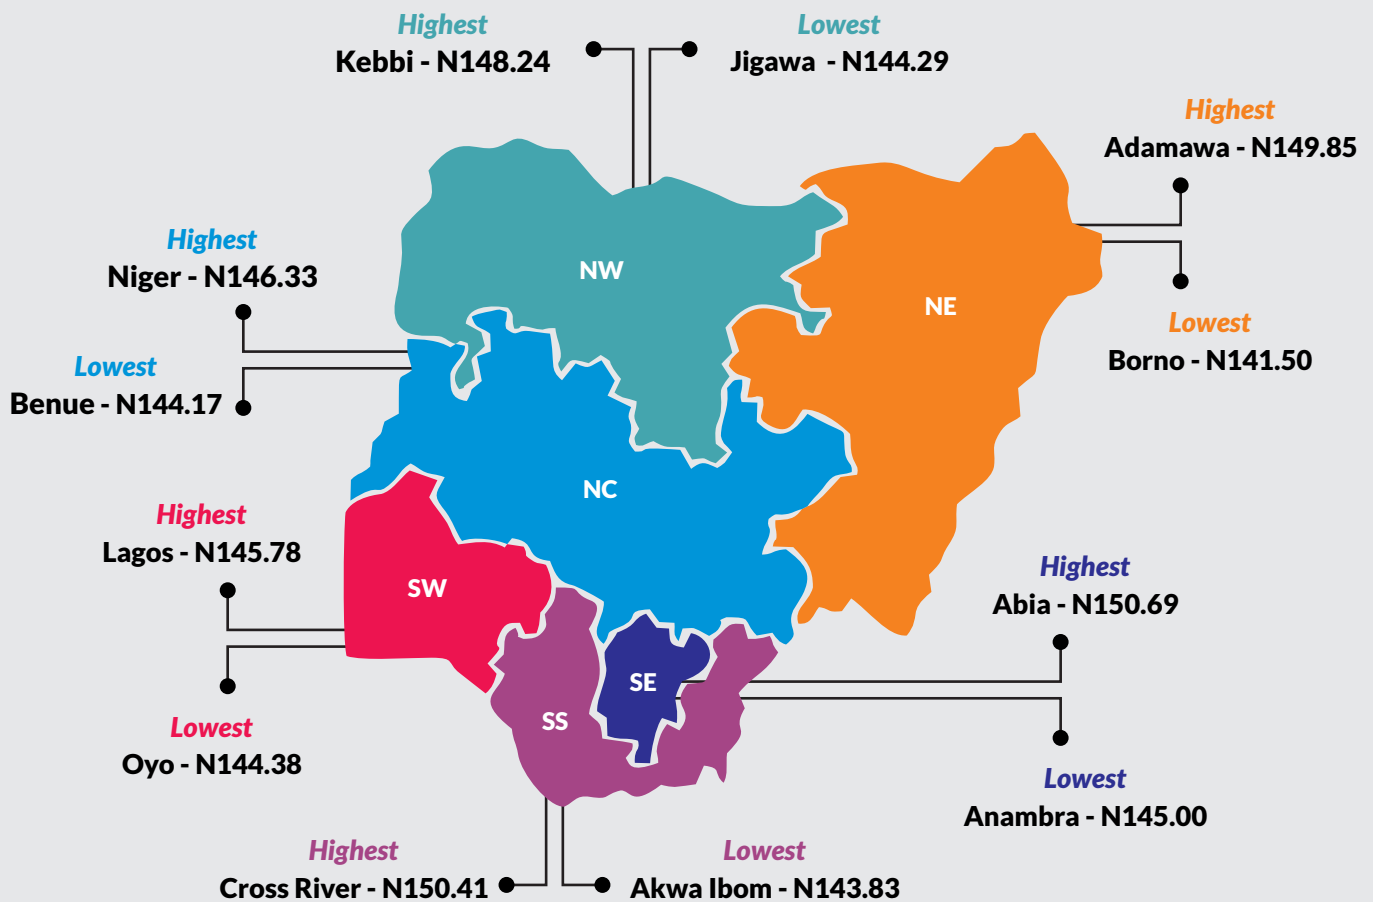 Highest
Kebbi - N148.24
Lowest
Jigawa - N144.29
Highest
Adamawa - N149.85
Lowest
Borno - N141.50
Highest
Niger - N146.33
Lowest
Benue - N144.17
NW
NE
NC
SW
SE
SS
Highest
Lagos - N145.78
Lowest
Oyo - N144.38
Highest
Abia - N150.69
Lowest
Anambra - N145.00
Highest
Cross River - N150.41
Lowest
Akwa Ibom - N143.83